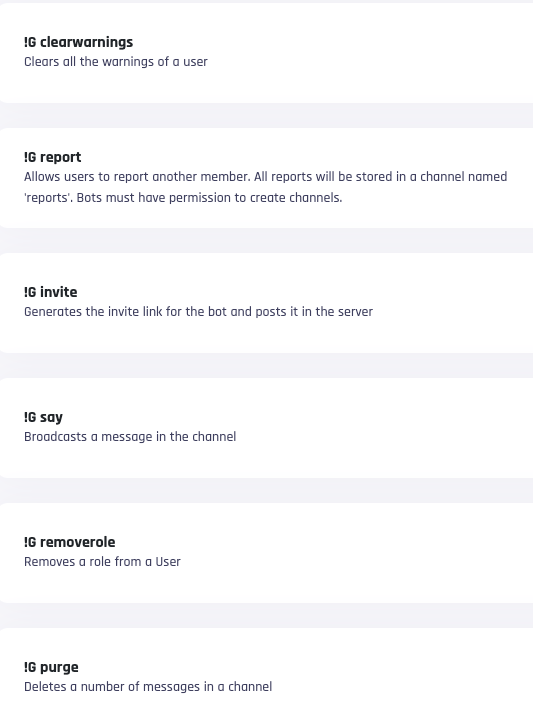 !G clearwarnings
Clears all the warnings of a user
!G report
Allows users to report another member. All reports will be stored in a channel named
'reports'. Bots must have permission to create channels.
!G invite
Generates the invite link for the bot and posts it in the server
!G say
Broadcasts a message in the channel
!G removerole
Removes a role from a User
!G purge
Deletes a number of messages in a channel